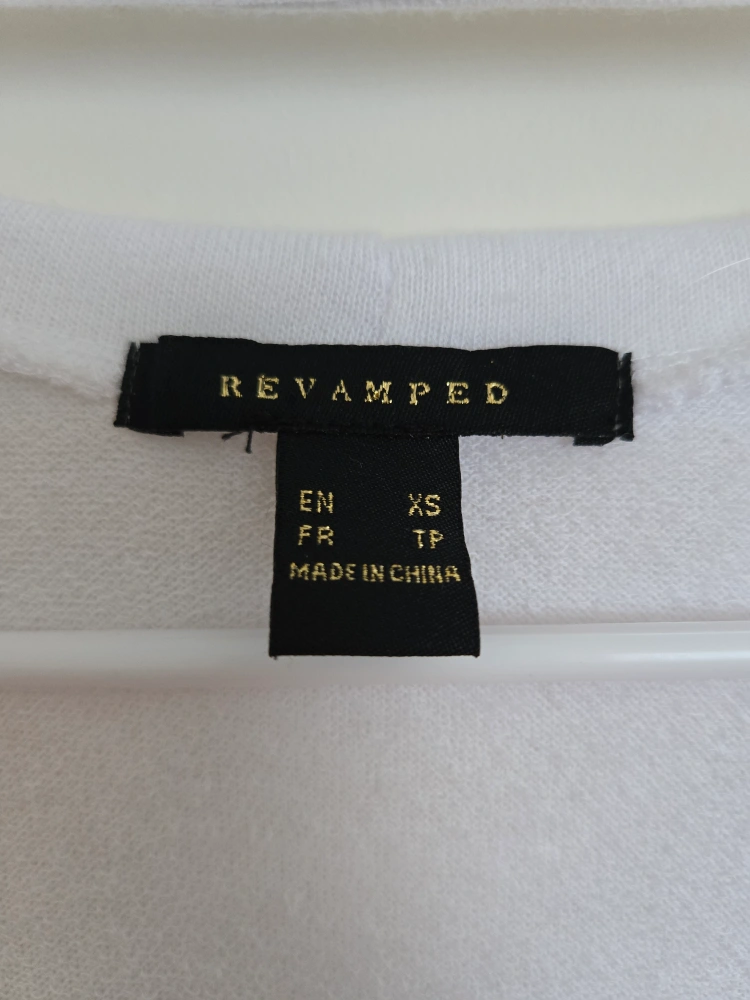 REVAMPED
EN XS
FR TP
MADE IN CHINA